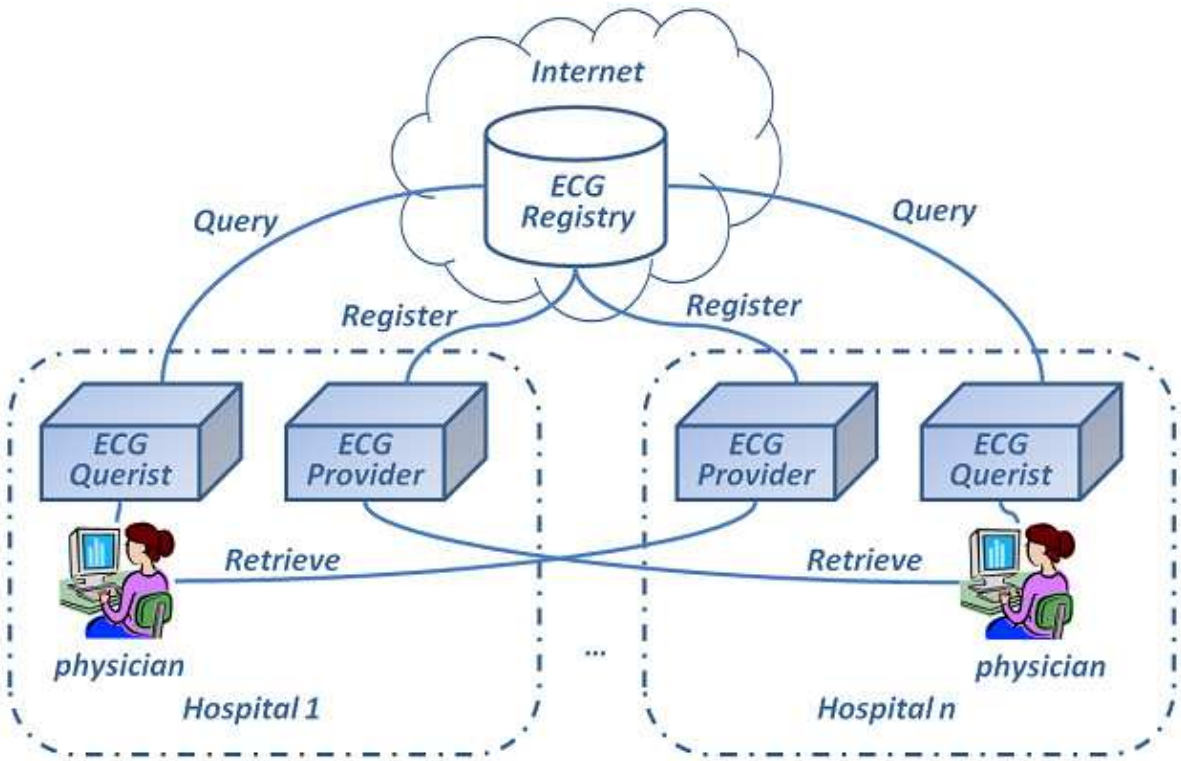 Internet
ECG
Registry
Query
Query
Register
Register
ECG
Querist
ECG
Provider
ECG
Provider
ECG
Querist
Retrieve
Retrieve
physician
...
physician
Hospital 1
Hospital n